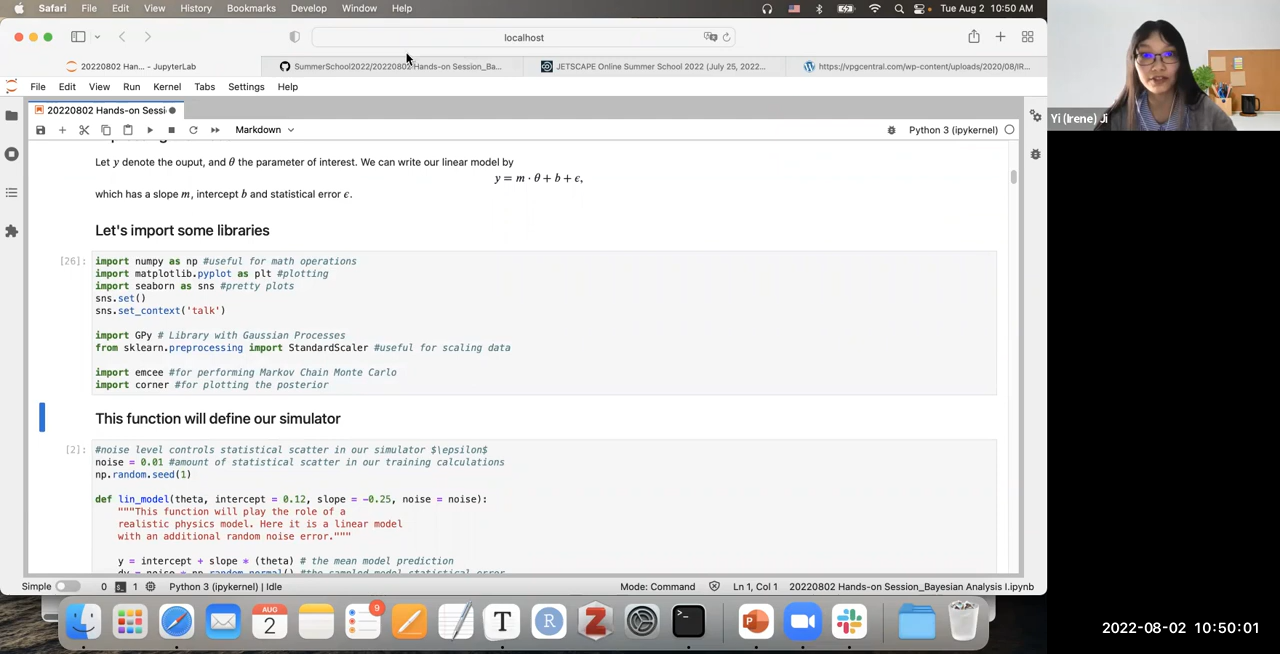 Safari File Edit View History Bookmarks Develop Window Help Tue Aug 2 10:50 AM
localhost
20220802 Han... - JupyterLab
SummerSchool2022/20220802 Hands-on Session_Ba...
JETSCAPE Online Summer School 2022 (July 25, 2022...
https://vpgcentral.com/wp-content/uploads/2020/08/IR...
File Edit View Run Kernel Tabs Settings Help
20220802 Hands-on Sessi
Markdown
Python 3 (ipykernel)
Let y denote the ouput, and θ the parameter of interest. We can write our linear model by
y = m · θ + b + ϵ,
which has a slope m, intercept b and statistical error ϵ.
Let's import some libraries
[26]:
import numpy as np #useful for math operations
import matplotlib.pyplot as plt #plotting
import seaborn as sns #pretty plots
sns.set()
sns.set_context('talk')
import GPy # Library with Gaussian Processes
from sklearn.preprocessing import StandardScaler #useful for scaling data
import emcee #for performing Markov Chain Monte Carlo
import corner #for plotting the posterior
This function will define our simulator
[2]:
#noise level controls statistical scatter in our simulator $\epsilon$
noise = 0.01 #amount of statistical scatter in our training calculations
np.random.seed(1)
def lin_model(theta, intercept = 0.12, slope = -0.25, noise = noise):
"""This function will play the role of a
realistic physics model. Here it is a linear model
with an additional random noise error."""
y = intercept + slope * (theta) # the mean model prediction
dy = noise * np.random.normal() #the sampled model statistical error
Simple 0 1 Python 3 (ipykernel) | Idle Mode: Command Ln 1, Col 1 20220802 Hands-on Session_Bayesian Analysis I.ipynb
AUG
2
9
Yi (Irene) Ji
2022-08-02 10:50:01